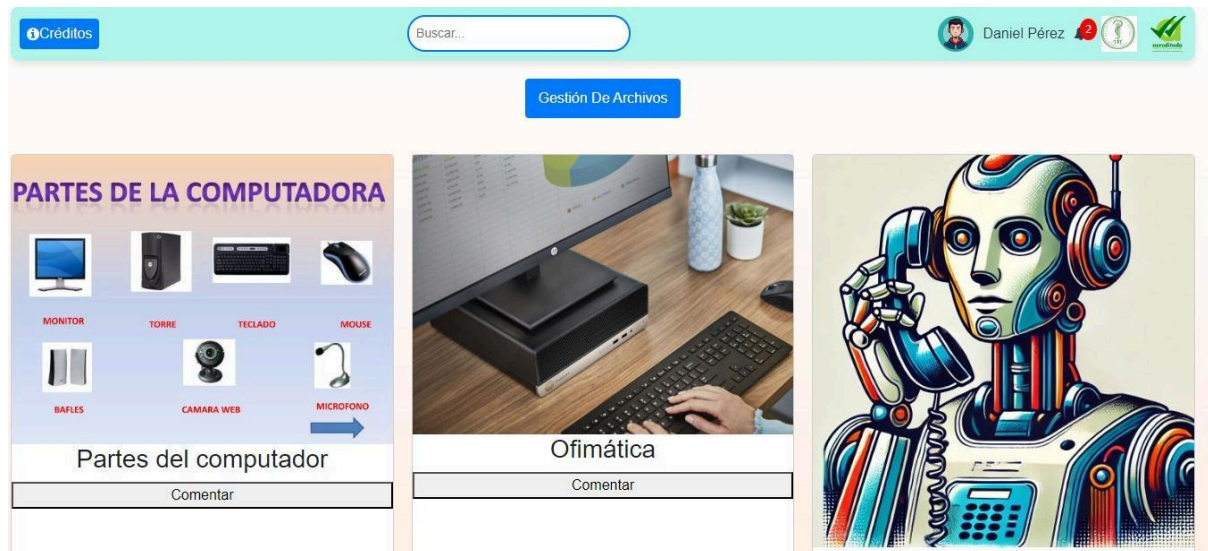 Créditos
Buscar...
Daniel Pérez
2
acreditada
Gestión De Archivos
PARTES DE LA COMPUTADORA
MONITOR
TORRE
TECLADO
MOUSE
BAFLES
CAMARA WEB
MICROFONO
Partes del computador
Comentar
Ofimática
Comentar